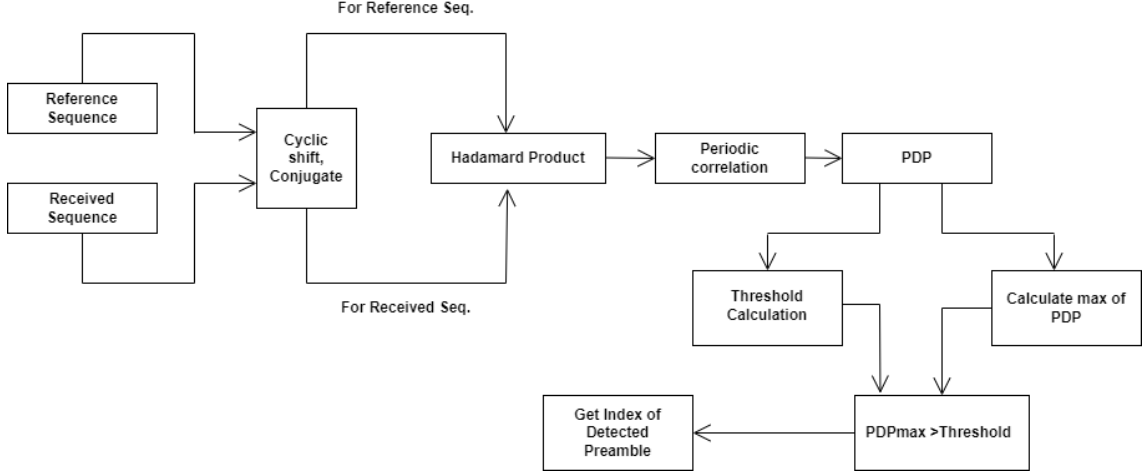 For Reference Seq.
Reference
Sequence
Cyclic
shift,
Conjugate
Hadamard Product
Periodic
correlation
PDP
Received
Sequence
For Received Seq.
Threshold
Calculation
Calculate max of
PDP
Get Index of
Detected
Preamble
PDPmax >Threshold